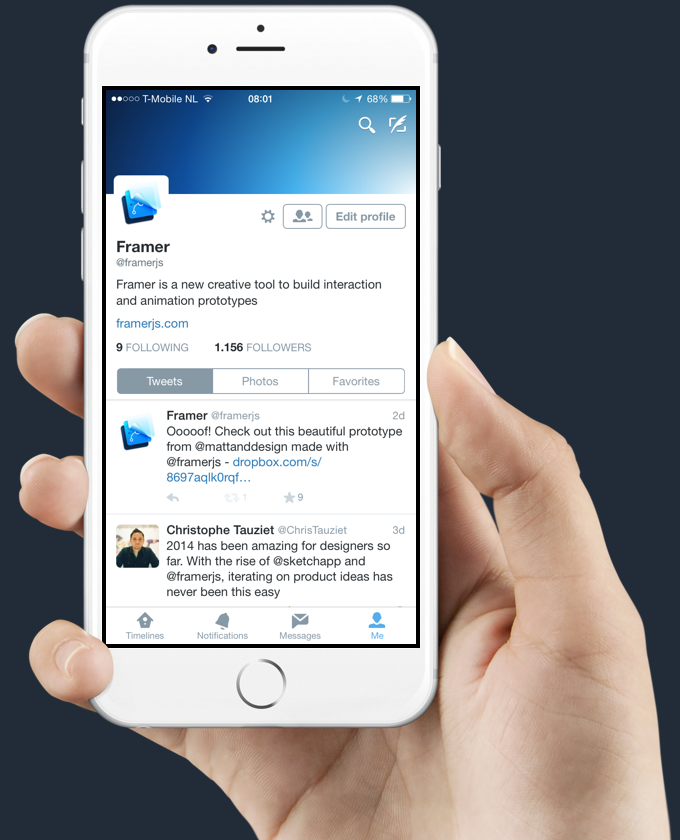 T-Mobile NL 08:01 68%
Edit profile
Framer
@framerjs
Framer is a new creative tool to build interaction
and animation prototypes
framerjs.com
9 FOLLOWING 1.156 FOLLOWERS
Tweets Photos Favorites
Framer @framerjs 2d
Ooooof! Check out this beautiful prototype
from @mattanddesign made with
@framerjs - dropbox.com/s/
8697aqlk0rqf…
1 9
Christophe Tauziet @ChrisTauziet 3d
2014 has been amazing for designers so
far. With the rise of @sketchapp and
@framerjs, iterating on product ideas has
never been this easy
Timelines Notifications Messages Me